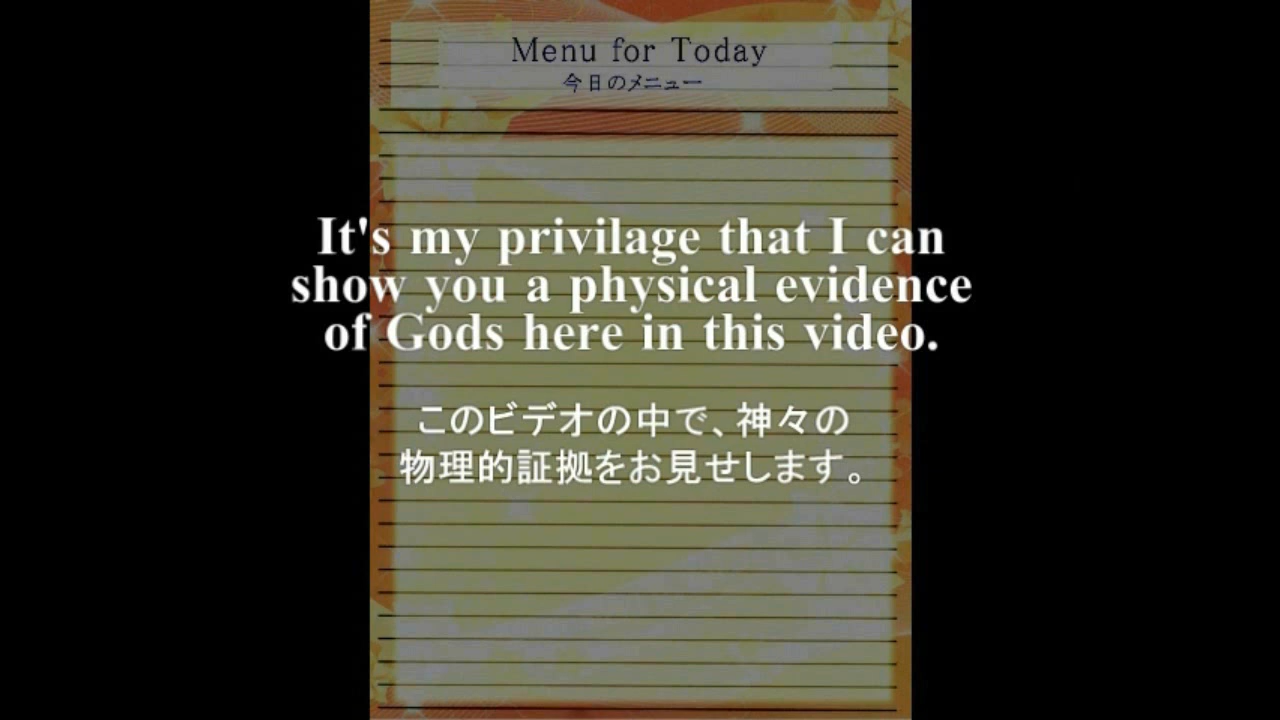 Menu for Today
今日のメニュー
It's my privilage that I can
show you a physical evidence
of Gods here in this video.
このビデオの中で、神々の
物理的証拠をお見せします。